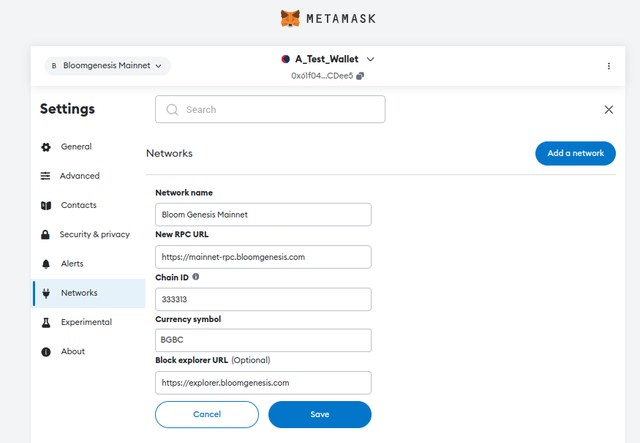 METAMASK
B Bloomgenesis Mainnet
A_Test_Wallet
0x61f04...CDee5
Settings
Search
General
Advanced
Contacts
Security & privacy
Alerts
Networks
Experimental
About
Networks
Add a network
Network name
Bloom Genesis Mainnet
New RPC URL
https://mainnet-rpc.bloomgenesis.com
Chain ID
333313
Currency symbol
BGBC
Block explorer URL (Optional)
https://explorer.bloomgenesis.com
Cancel
Save